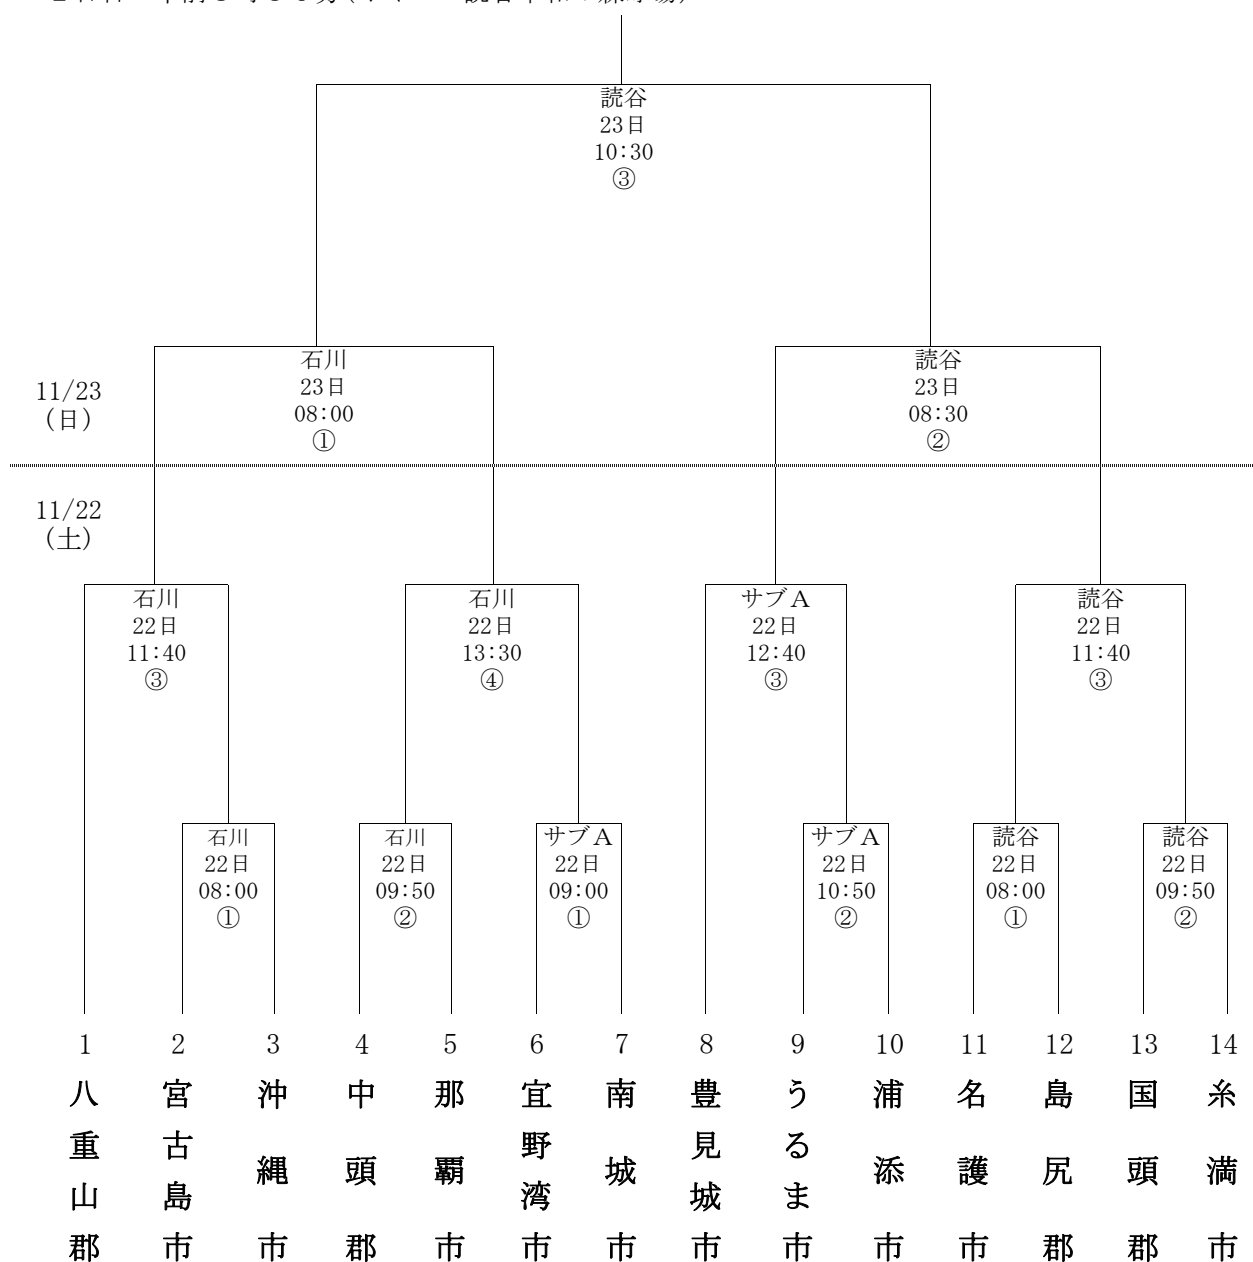 読谷
23日
10:30
③
石川
23日
08:00
①
読谷
23日
08:30
②
11/23
（日）
11/22
（土）
石川
22日
11:40
③
石川
22日
13:30
④
サブＡ
22日
12:40
③
読谷
22日
11:40
③
石川
22日
08:00
①
石川
22日
09:50
②
サブＡ
22日
09:00
①
サブＡ
22日
10:50
②
読谷
22日
08:00
①
読谷
22日
09:50
②
1
八重山郡
2
宮古島市
3
沖縄市
4
中頭郡
5
那覇市
6
宜野湾市
7
南城市
8
豊見城市
9
うるま市
10
浦添市
11
名護市
12
島尻郡
13
国頭郡
14
糸満市